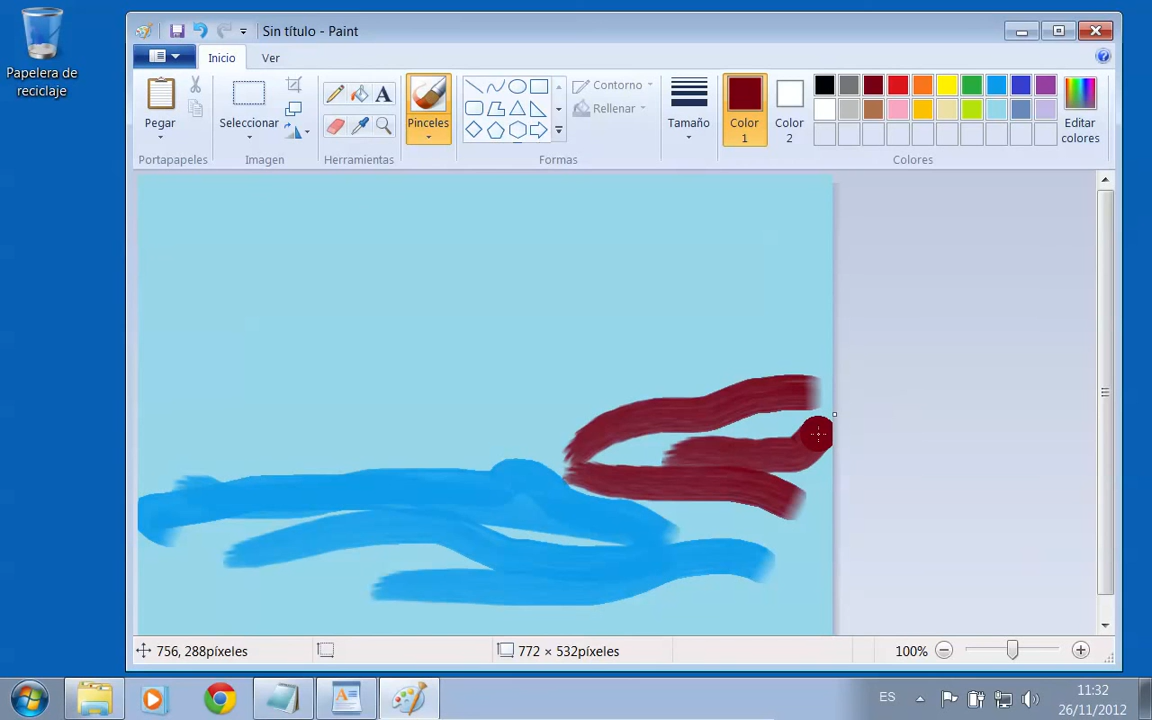 Papelera de
reciclaje
Sin título - Paint
Inicio
Ver
Pegar
Portapapeles
Seleccionar
Imagen
A
Herramientas
Pinceles
Contorno
Rellenar
Formas
Tamaño
Color
1
Color
2
Editar
colores
Colores
756, 288píxeles
772 × 532píxeles
100%
ES
11:32
26/11/2012